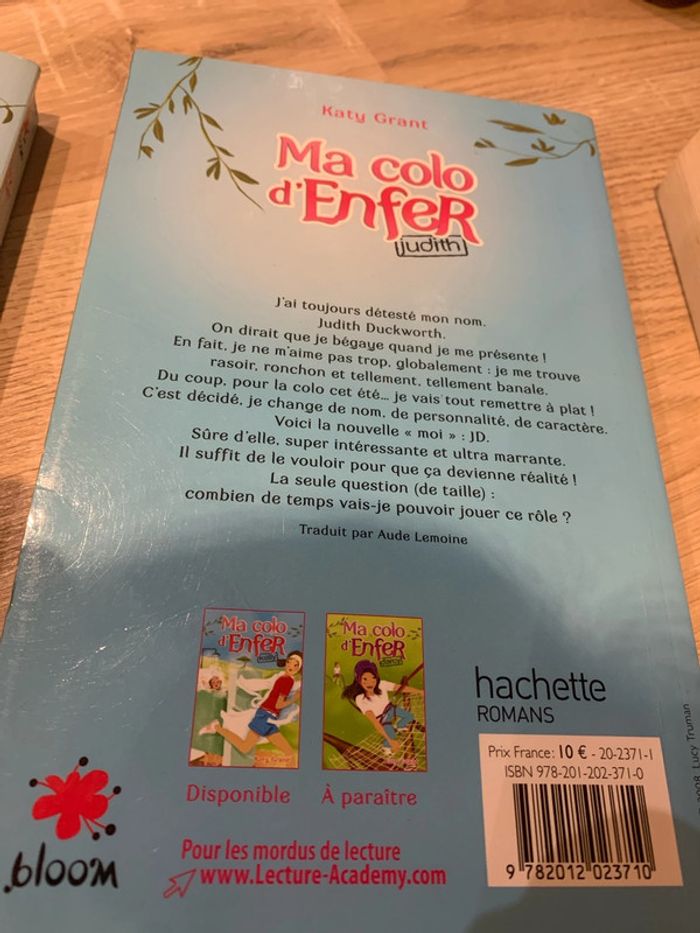 Katy Grant
Ma colo
d'EnfeR
judith
J'ai toujours détesté mon nom.
Judith Duckworth.
On dirait que je bégaye quand je me présente !
En fait, je ne m'aime pas trop, globalement : je me trouve
rasoir, ronchon et tellement, tellement banale.
Du coup, pour la colo cet été... je vais tout remettre à plat !
C'est décidé, je change de nom, de personnalité, de caractère.
Voici la nouvelle « moi » : JD.
Sûre d'elle, super intéressante et ultra marrante.
Il suffit de le vouloir pour que ça devienne réalité !
La seule question (de taille) :
combien de temps vais-je pouvoir jouer ce rôle ?
Traduit par Aude Lemoine
Ma colo
d'EnfeR
Kelly
Katy Grant
Disponible
Ma colo
d'EnfeR
À paraître
hachette
ROMANS
Prix France: 10 € - 20-2371-1
ISBN 978-201-202-371-0
9 782012 023710
2008 Lucy Truman
bloom
Pour les mordus de lecture
www.Lecture-Academy.com